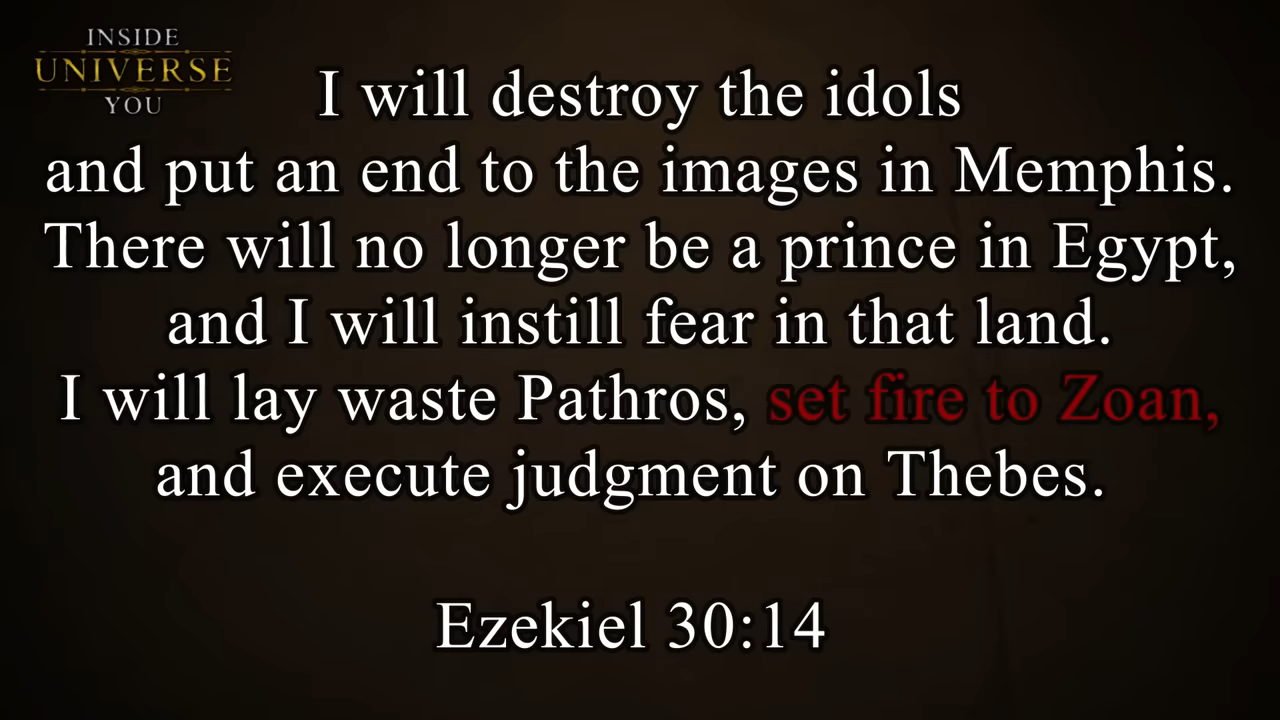 INSIDE
UNIVERSE
YOU
I will destroy the idols
and put an end to the images in Memphis.
There will no longer be a prince in Egypt,
and I will instill fear in that land.
I will lay waste Pathros, set fire to Zoan,
and execute judgment on Thebes.
Ezekiel 30:14